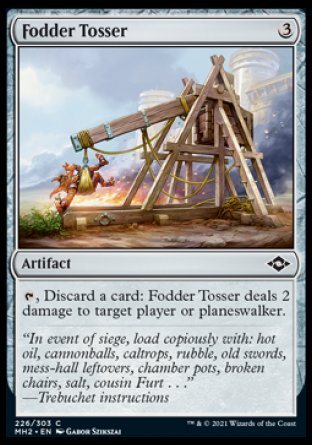 Fodder Tosser 3
Artifact
, Discard a card: Fodder Tosser deals 2
damage to target player or planeswalker.
"In event of siege, load copiously with: hot
oil, cannonballs, caltrops, rubble, old swords,
mess-hall leftovers, chamber pots, broken
chairs, salt, cousin Furt . . ."
—Trebuchet instructions
226/303 C
MH2 • EN Gabor Szikszai
™ & © 2021 Wizards of the Coast